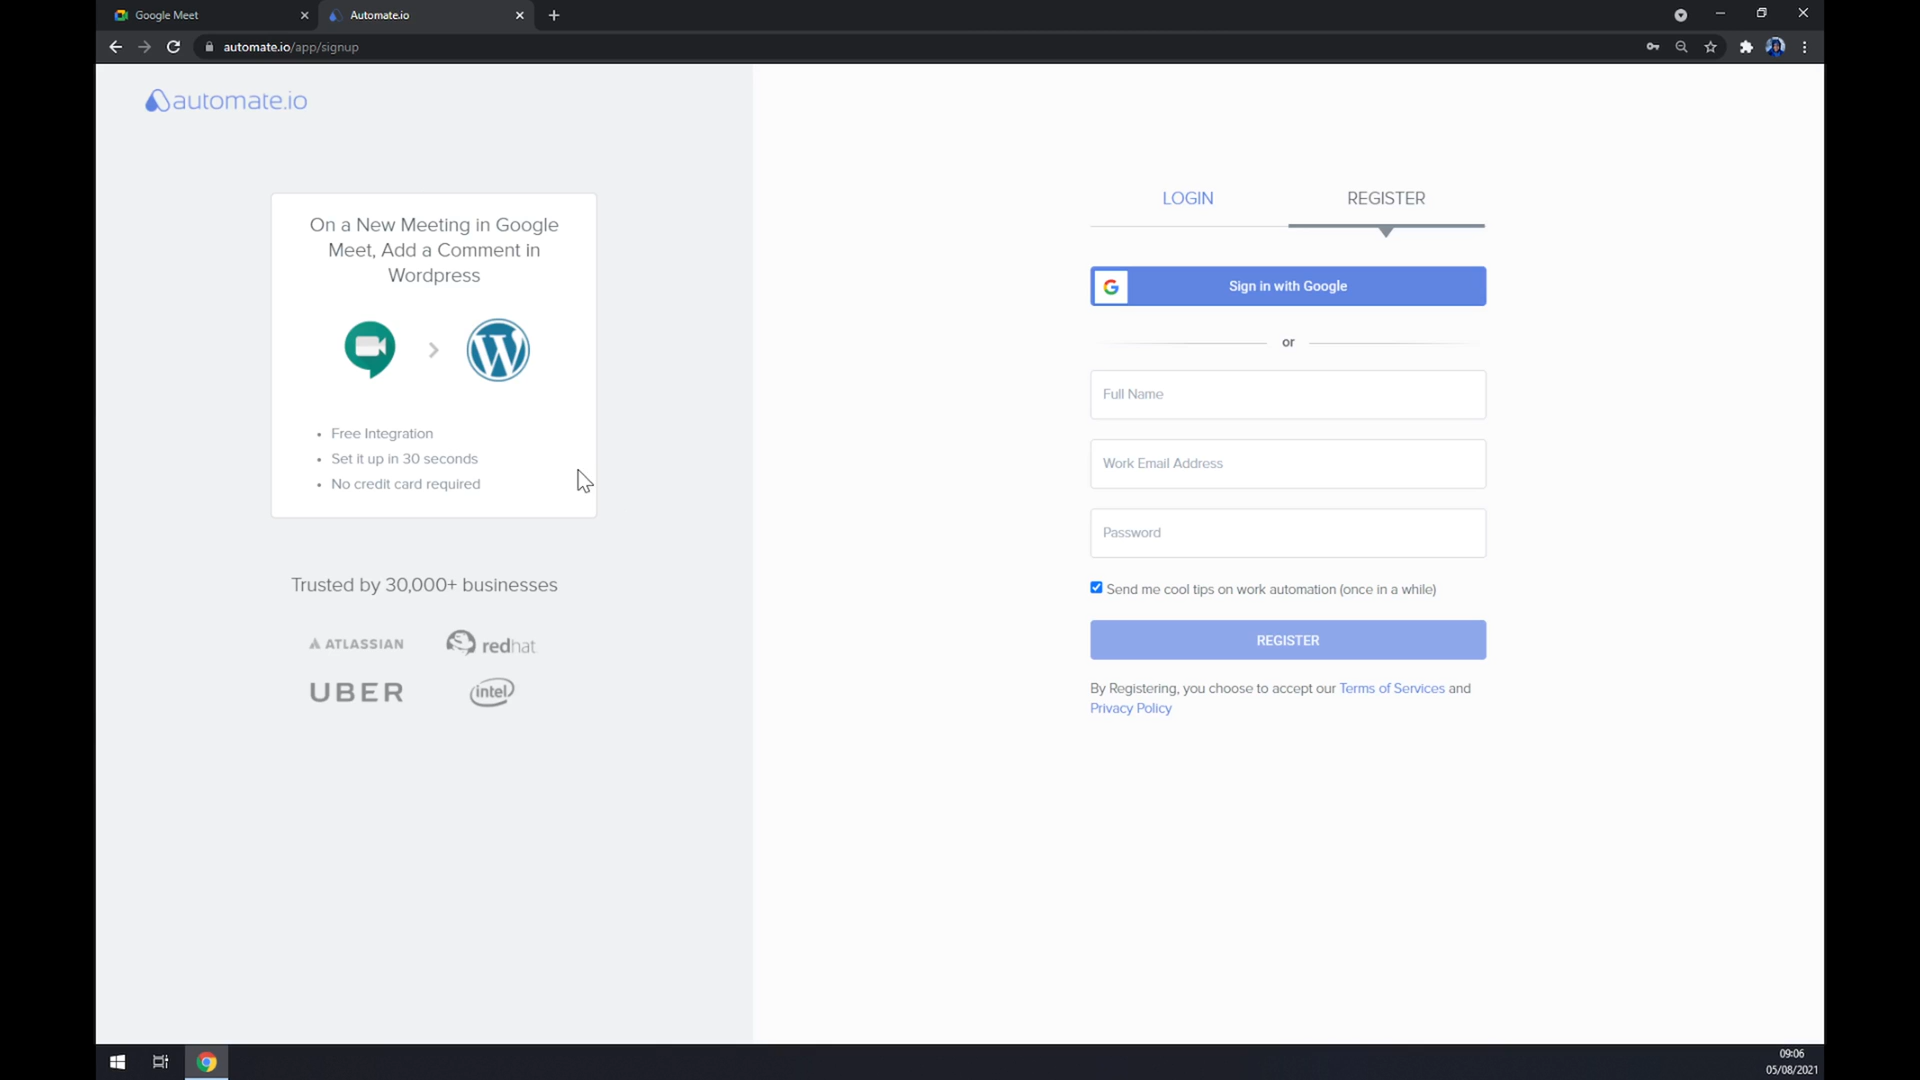 Google Meet
Automate.io
automate.io/app/signup
automate.io
On a New Meeting in Google
Meet, Add a Comment in
Wordpress
Free Integration
Set it up in 30 seconds
No credit card required
Trusted by 30,000+ businesses
ATLASSIAN
redhat
UBER
intel
LOGIN
REGISTER
Sign in with Google
or
Full Name
Work Email Address
Password
Send me cool tips on work automation (once in a while)
REGISTER
By Registering, you choose to accept our Terms of Services and
Privacy Policy
09:06
05/08/2021